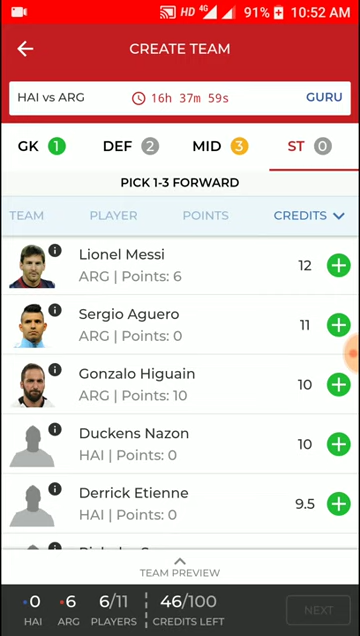 HD 4G 91% 10:52 AM
CREATE TEAM
HAI vs ARG 16h 37m 59s GURU
GK 1 DEF 2 MID 3 ST 0
PICK 1-3 FORWARD
TEAM PLAYER POINTS CREDITS
Lionel Messi
ARG | Points: 6
12
Sergio Aguero
ARG | Points: 0
11
Gonzalo Higuain
ARG | Points: 10
10
Duckens Nazon
HAI | Points: 0
10
Derrick Etienne
HAI | Points: 0
9.5
TEAM PREVIEW
0 6 6/11 46/100
HAI ARG PLAYERS CREDITS LEFT
NEXT